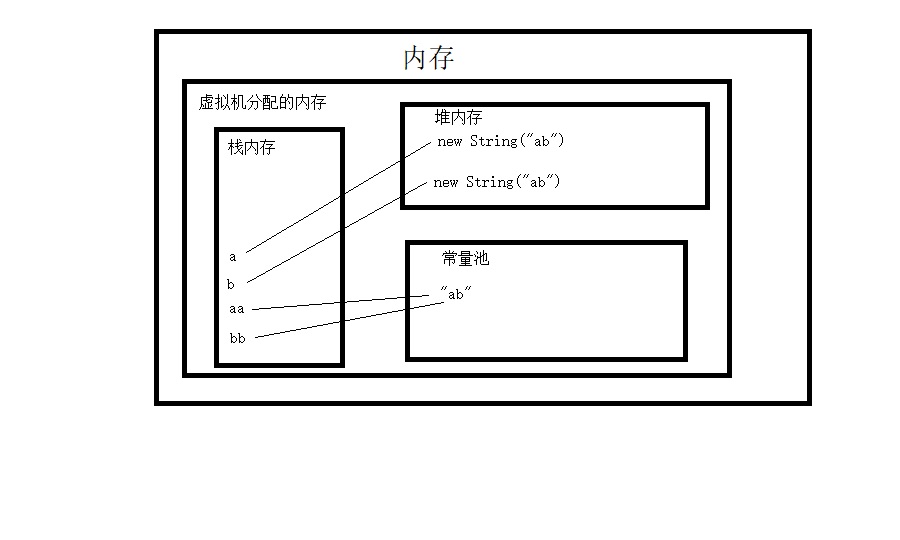 内存
虚拟机分配的内存
栈内存
a
b
aa
bb
堆内存
new String("ab")
new String("ab")
常量池
"ab"